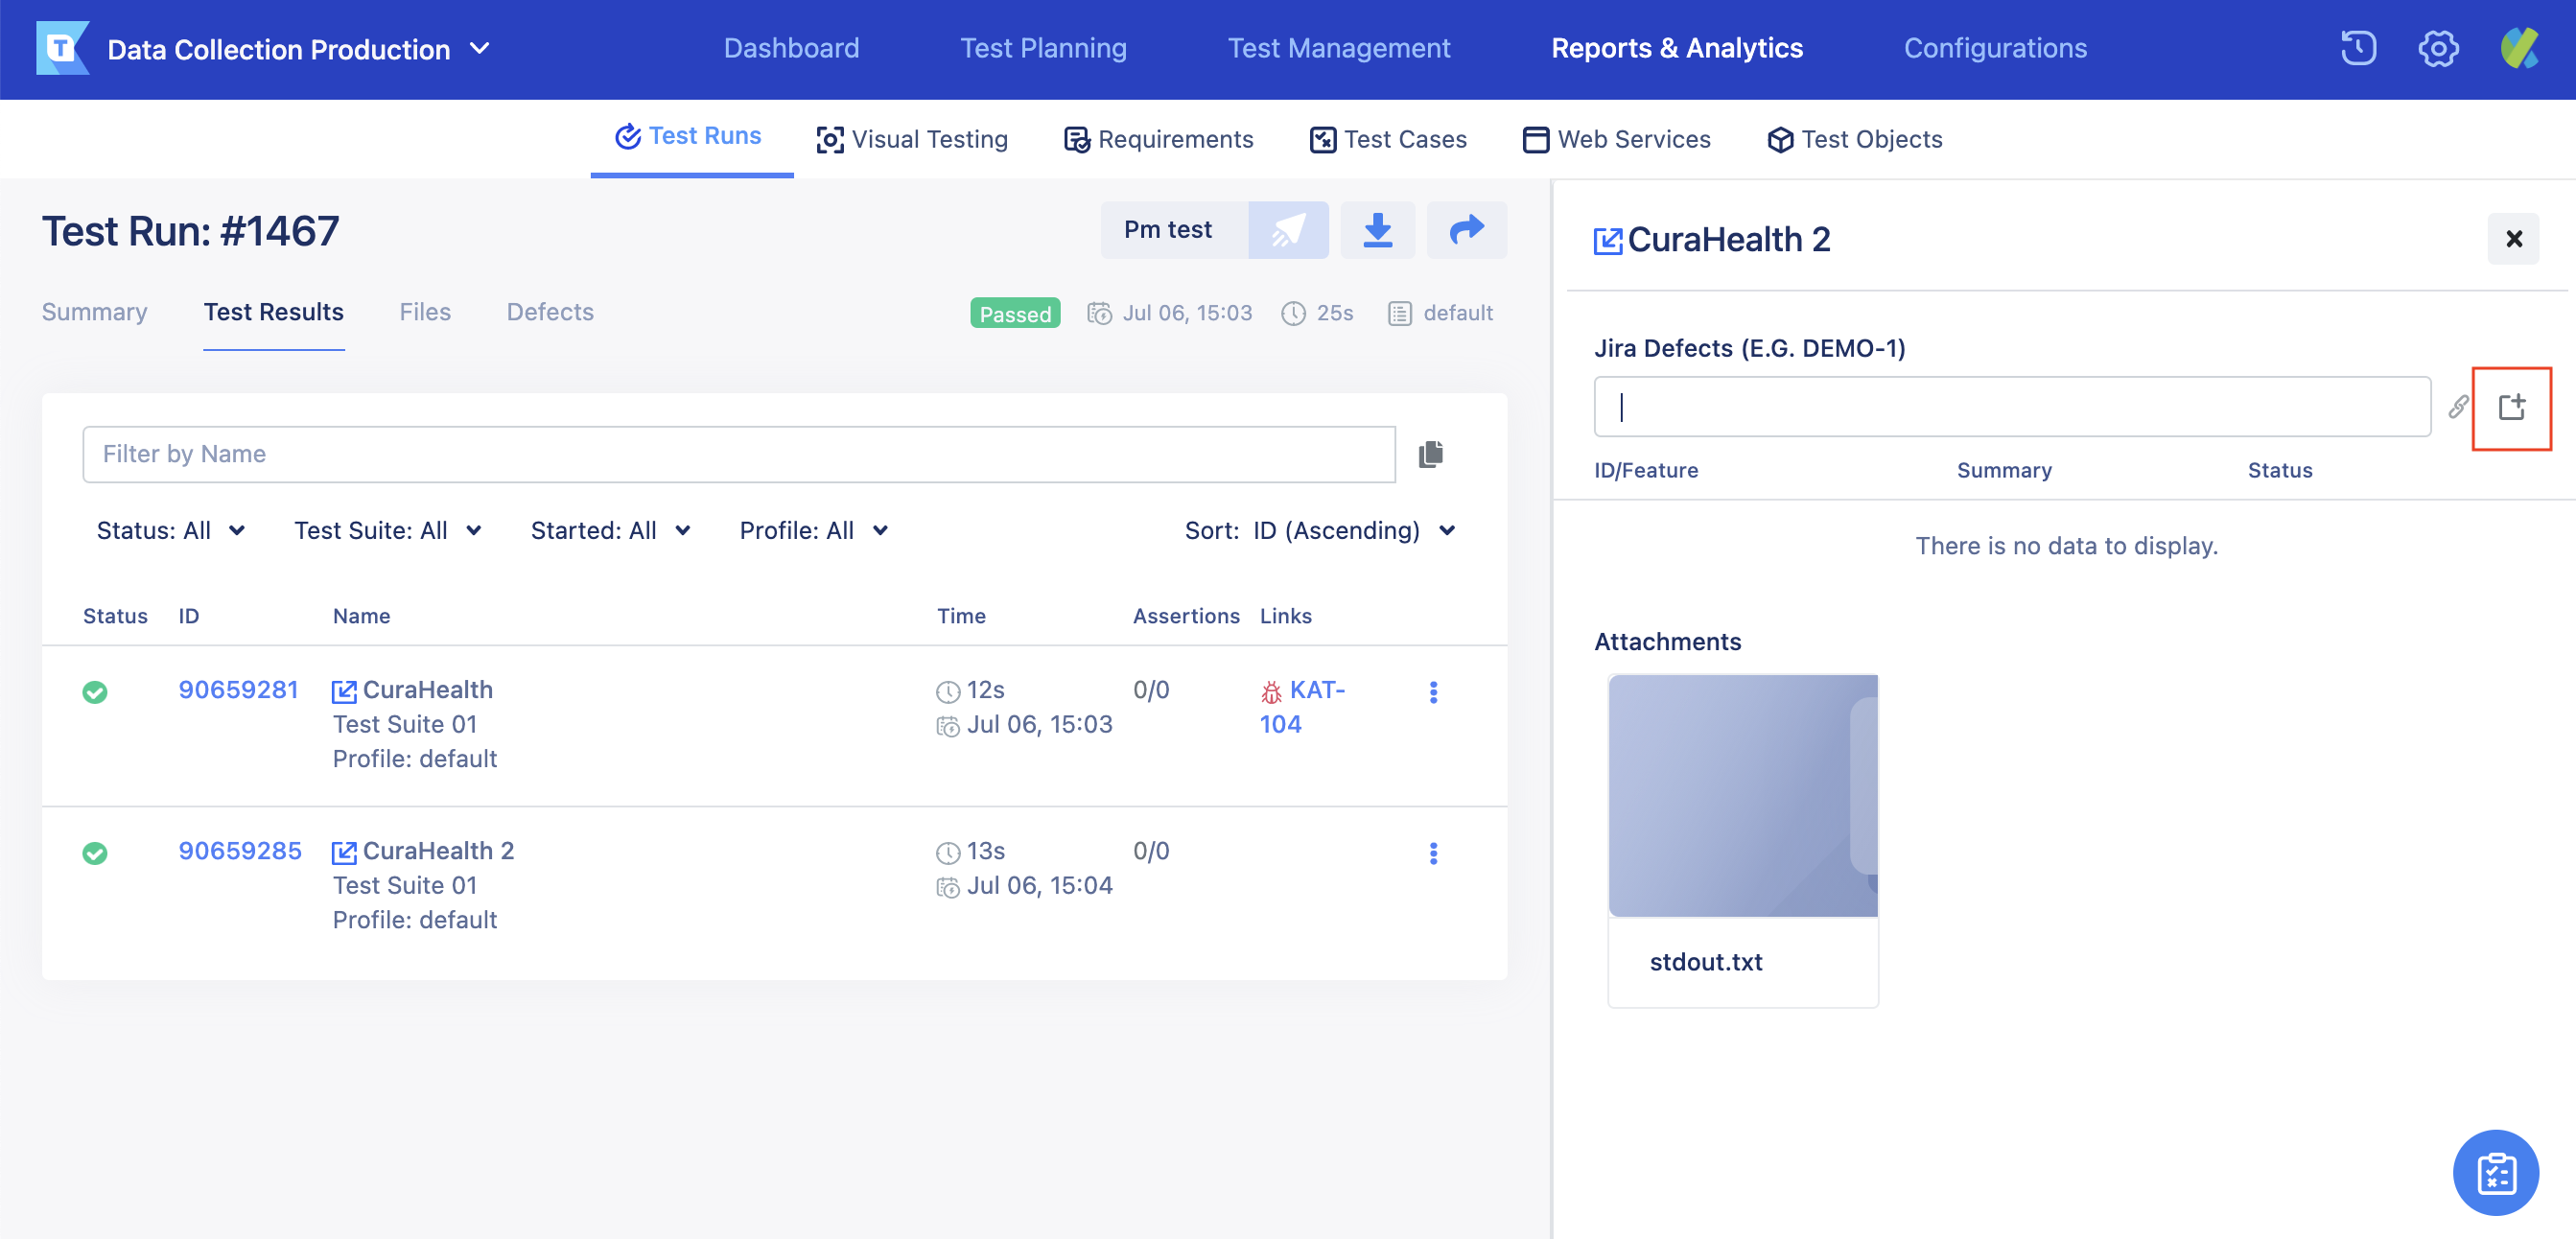 T Data Collection Production
Dashboard Test Planning Test Management Reports & Analytics Configurations
Test Runs Visual Testing Requirements Test Cases Web Services Test Objects
Test Run: #1467
Pm test
Summary Test Results Files Defects
Passed Jul 06, 15:03 25s default
Filter by Name
Status: All Test Suite: All Started: All Profile: All Sort: ID (Ascending)
Status ID Name Time Assertions Links
90659281 CuraHealth 12s 0/0 KAT-
Test Suite 01 Jul 06, 15:03 104
Profile: default
90659285 CuraHealth 2 13s 0/0
Test Suite 01 Jul 06, 15:04
Profile: default
CuraHealth 2
Jira Defects (E.G. DEMO-1)
ID/Feature Summary Status
There is no data to display.
Attachments
stdout.txt